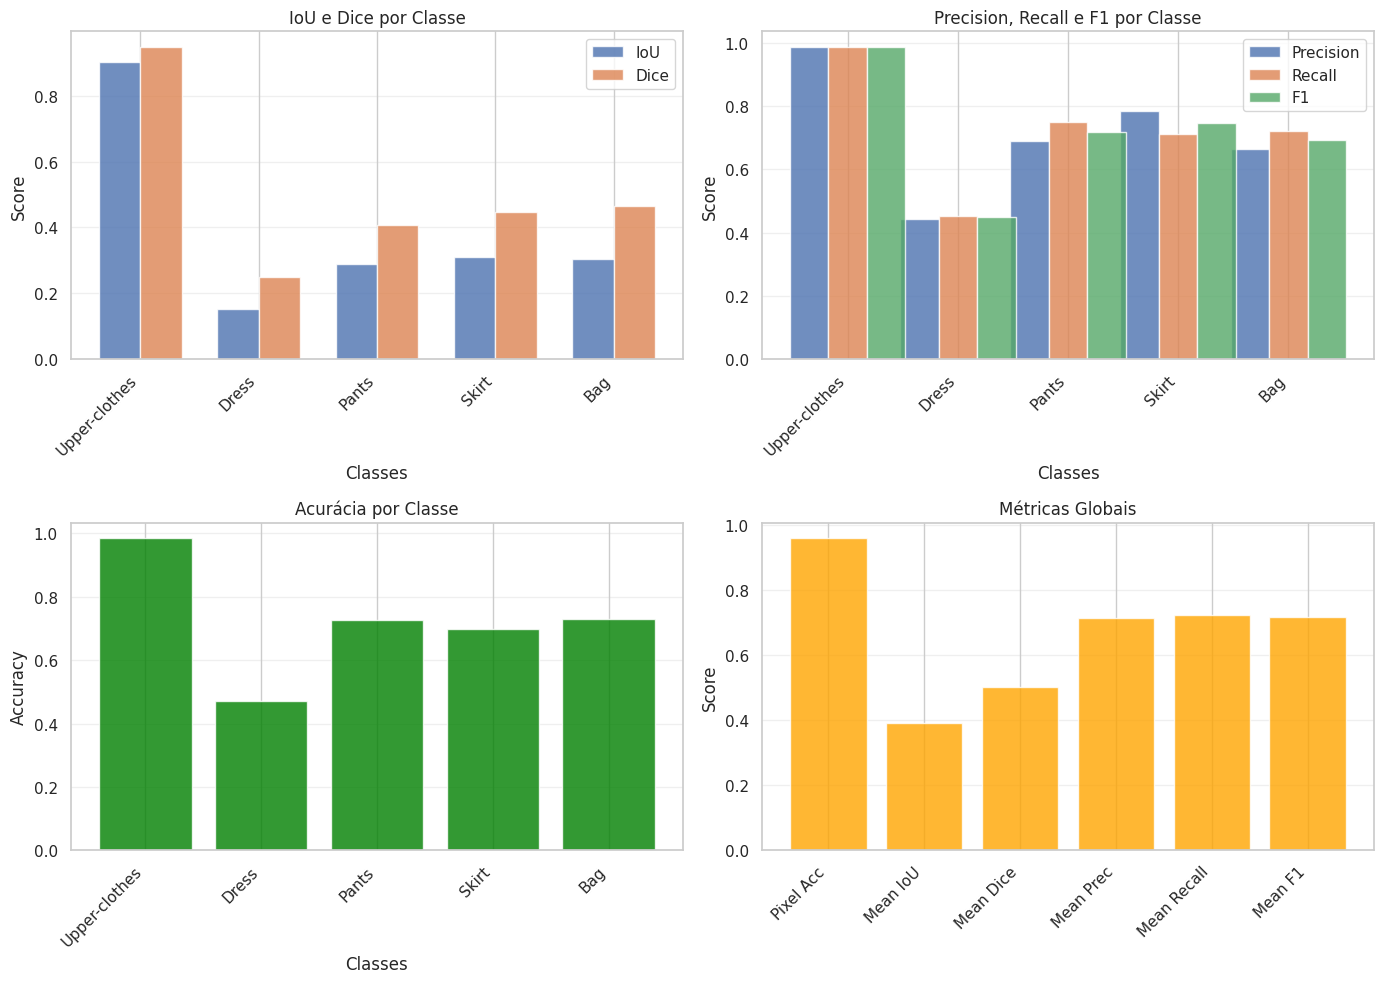 IoU e Dice por Classe
Score
0.8
0.6
0.4
0.2
0.0
IoU
Dice
Upper-clothes
Dress
Pants
Skirt
Bag
Classes
Precision, Recall e F1 por Classe
Score
1.0
0.8
0.6
0.4
0.2
0.0
Precision
Recall
F1
Upper-clothes
Dress
Pants
Skirt
Bag
Classes
Acurácia por Classe
Accuracy
1.0
0.8
0.6
0.4
0.2
0.0
Upper-clothes
Dress
Pants
Skirt
Bag
Classes
Métricas Globais
Score
1.0
0.8
0.6
0.4
0.2
0.0
Pixel Acc
Mean IoU
Mean Dice
Mean Prec
Mean Recall
Mean F1